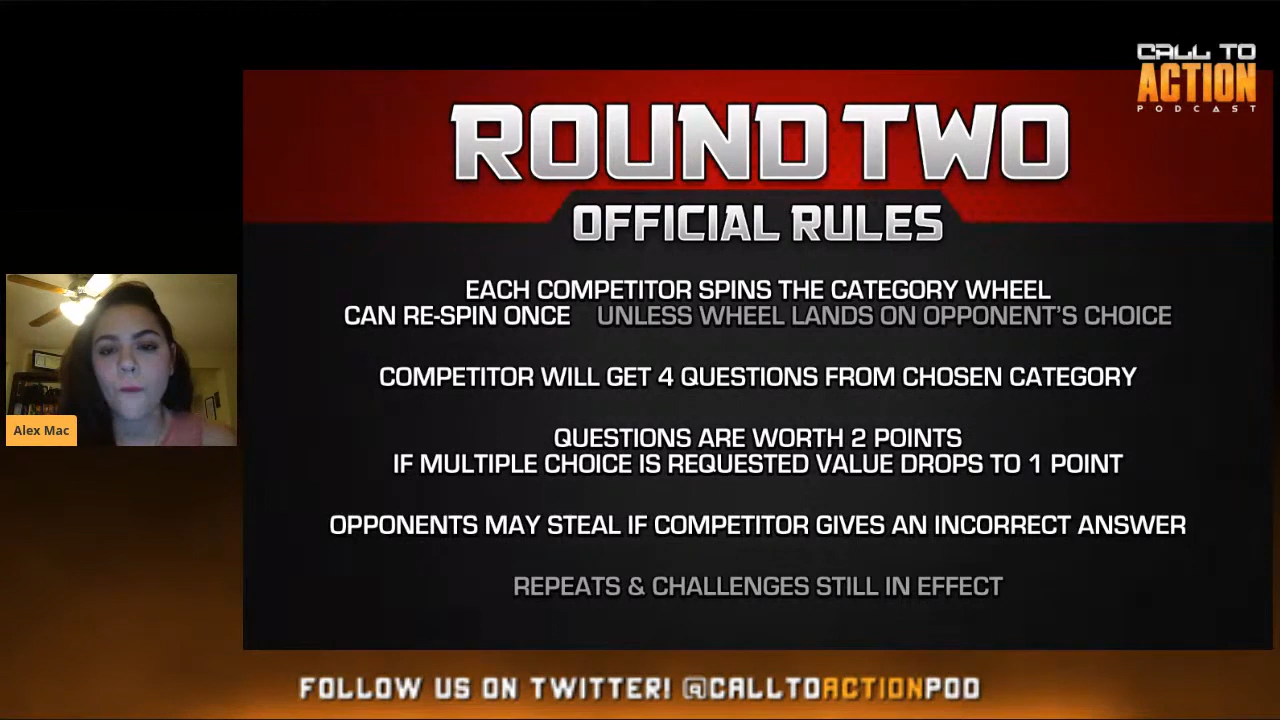 CALL TO
ACTION
PODCAST
ROUND TWO
OFFICIAL RULES
EACH COMPETITOR SPINS THE CATEGORY WHEEL
CAN RE-SPIN ONCE UNLESS WHEEL LANDS ON OPPONENT'S CHOICE
COMPETITOR WILL GET 4 QUESTIONS FROM CHOSEN CATEGORY
QUESTIONS ARE WORTH 2 POINTS
IF MULTIPLE CHOICE IS REQUESTED VALUE DROPS TO 1 POINT
OPPONENTS MAY STEAL IF COMPETITOR GIVES AN INCORRECT ANSWER
REPEATS & CHALLENGES STILL IN EFFECT
Alex Mac
FOLLOW US ON TWITTER! @CALLTOACTIONPOD